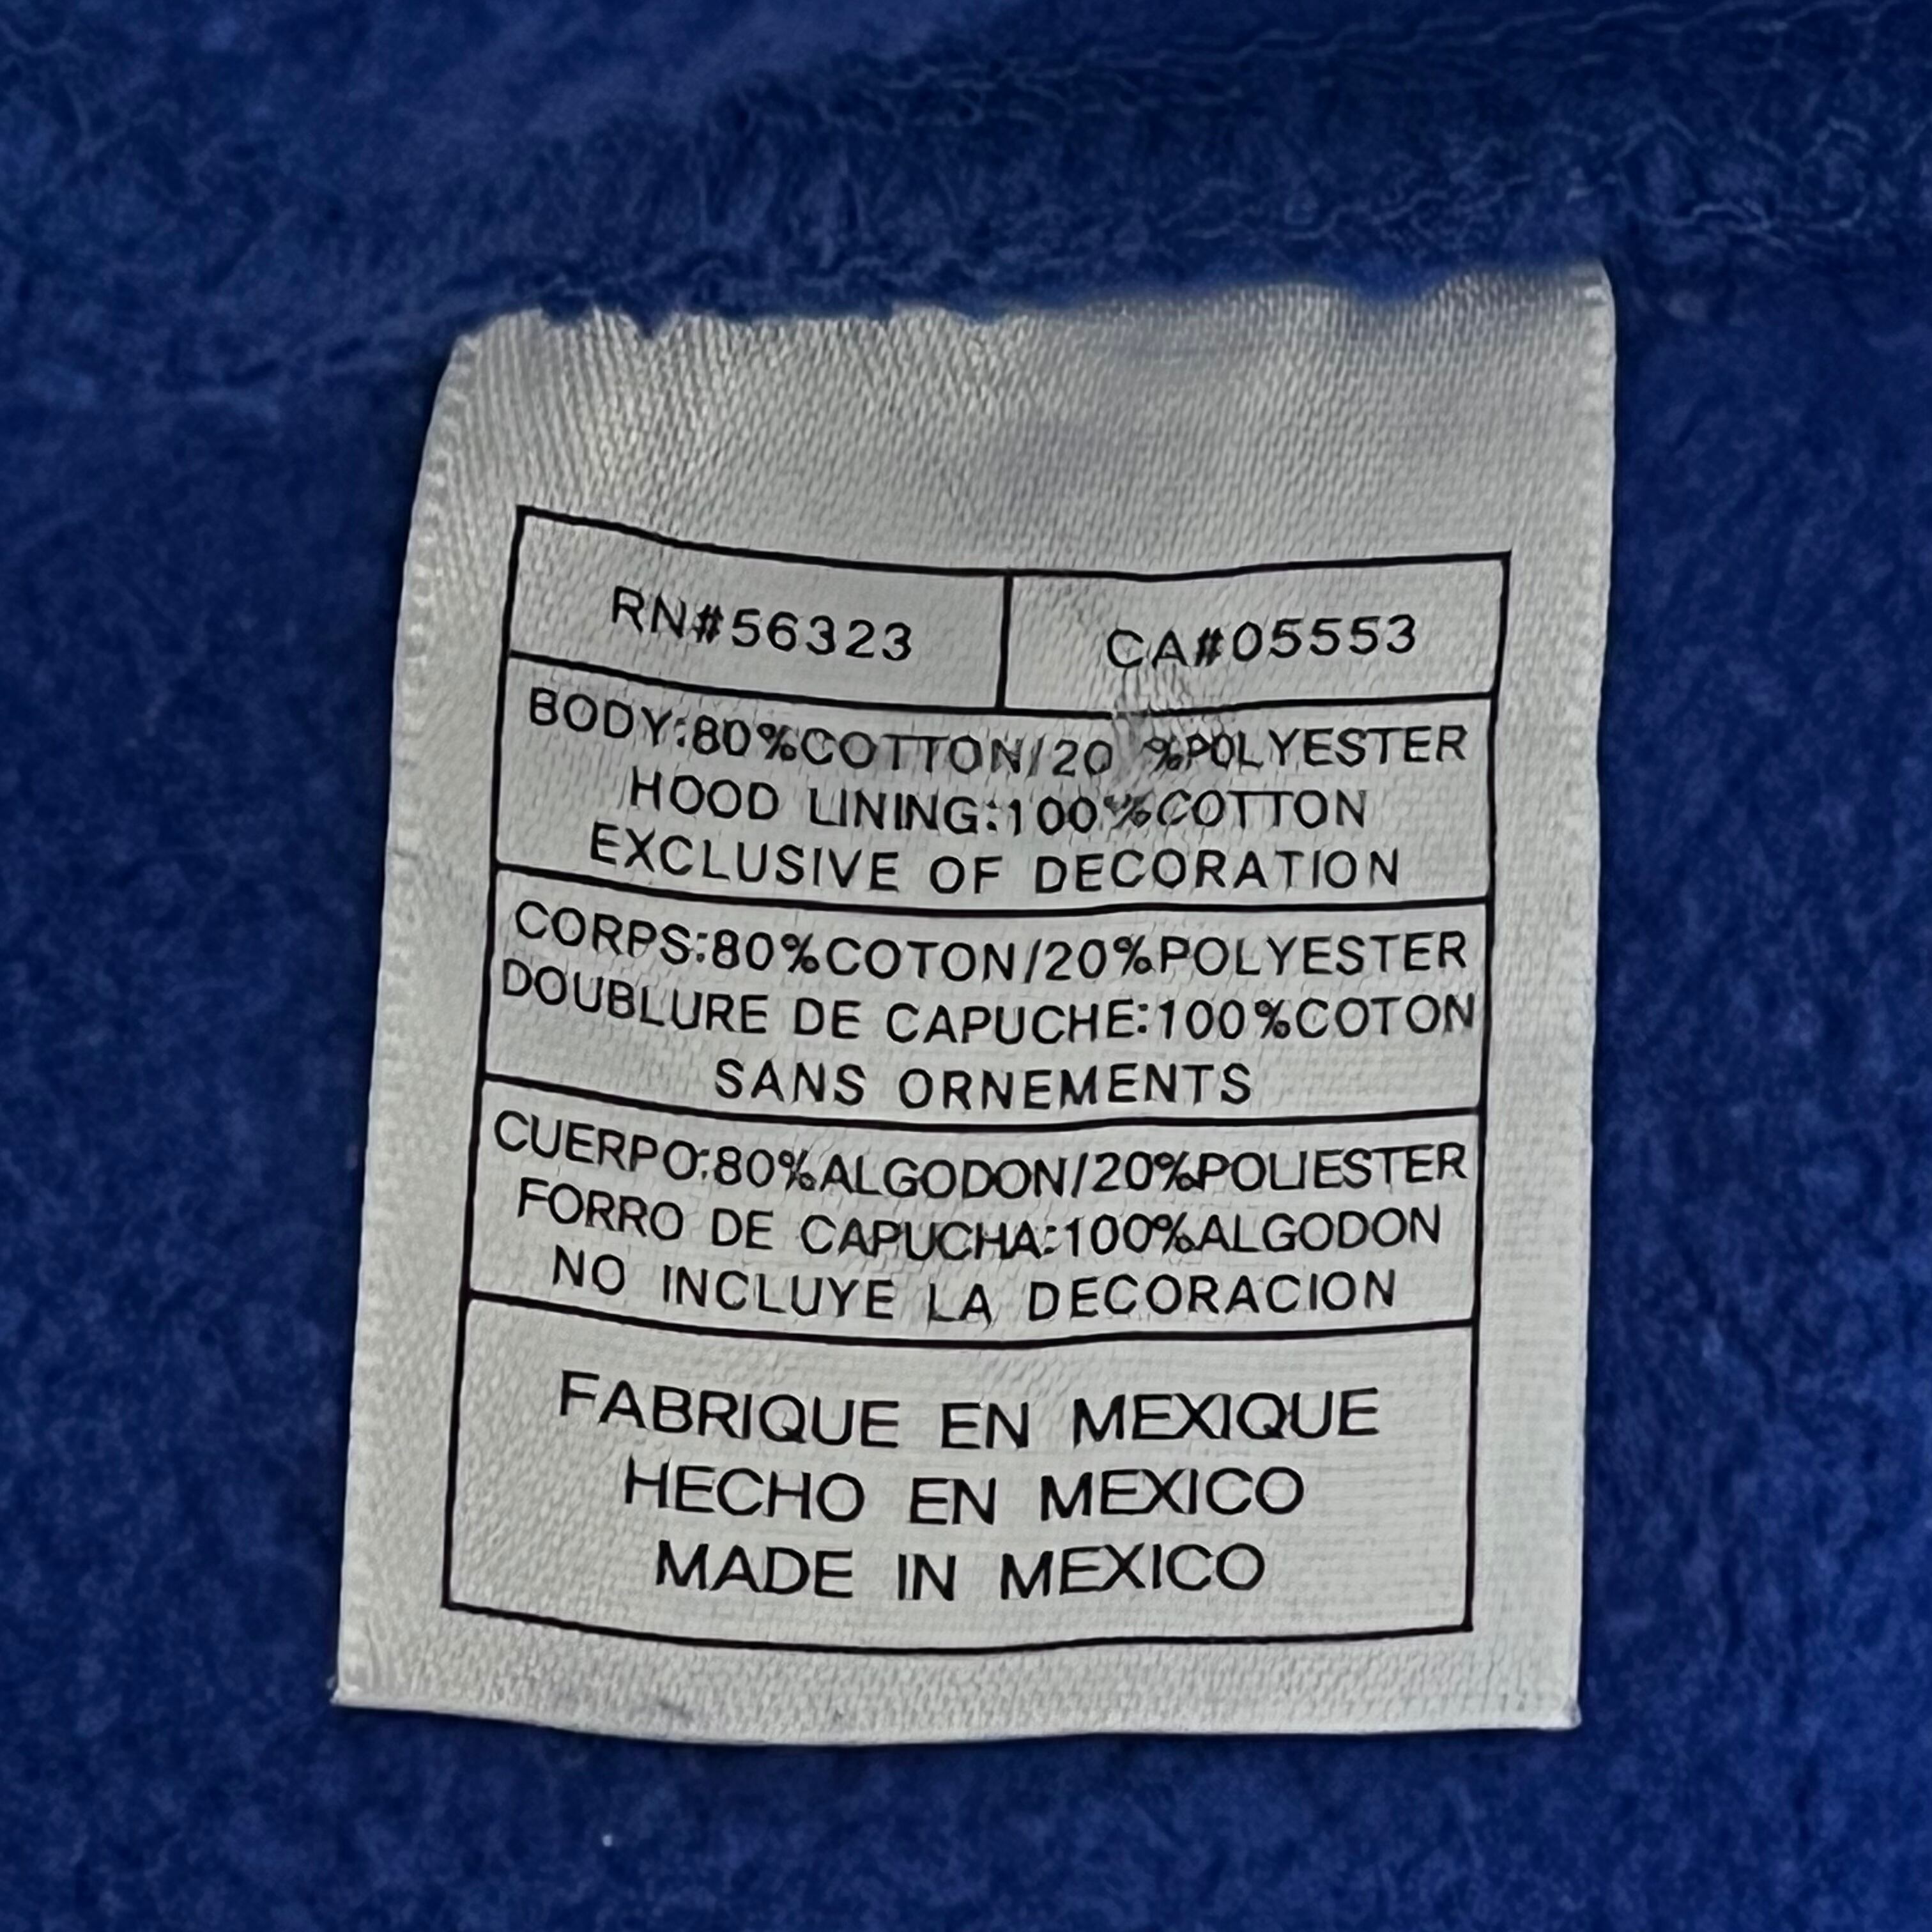 RN#56323 CA#05553
BODY:80%COTTON/20 %POLYESTER
HOOD LINING:100%COTTON
EXCLUSIVE OF DECORATION
CORPS:80%COTON/20%POLYESTER
DOUBLURE DE CAPUCHE:100%COTON
SANS ORNEMENTS
CUERPO:80%ALGODON/20%POLIESTER
FORRO DE CAPUCHA:100%ALGODON
NO INCLUYE LA DECORACION
FABRIQUE EN MEXIQUE
HECHO EN MEXICO
MADE IN MEXICO